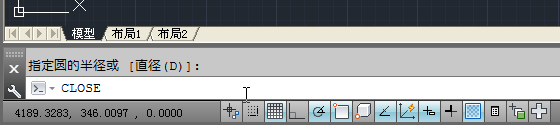 模型 布局1 布局2
指定圆的半径或 [直径(D)]:
CLOSE
4189.3283, 346.0097 , 0.0000